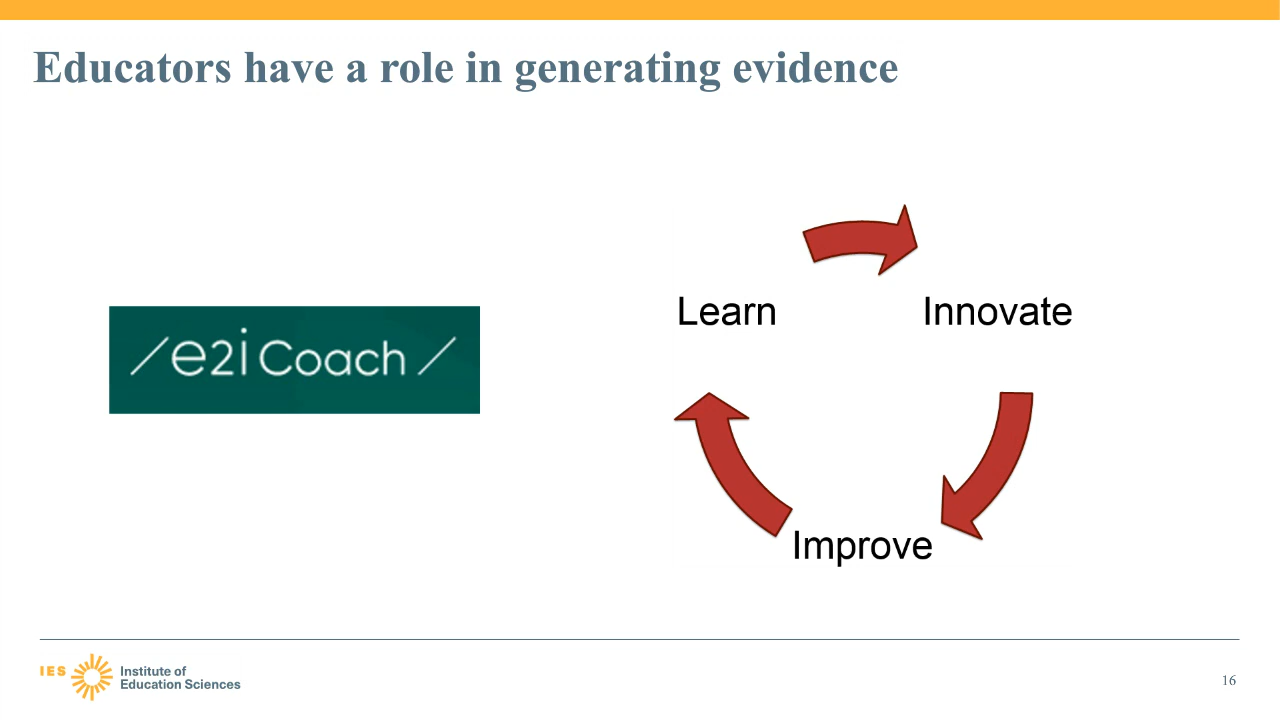 Educators have a role in generating evidence
/e2i Coach /
Learn
Innovate
Improve
IES
Institute of
Education Sciences
16